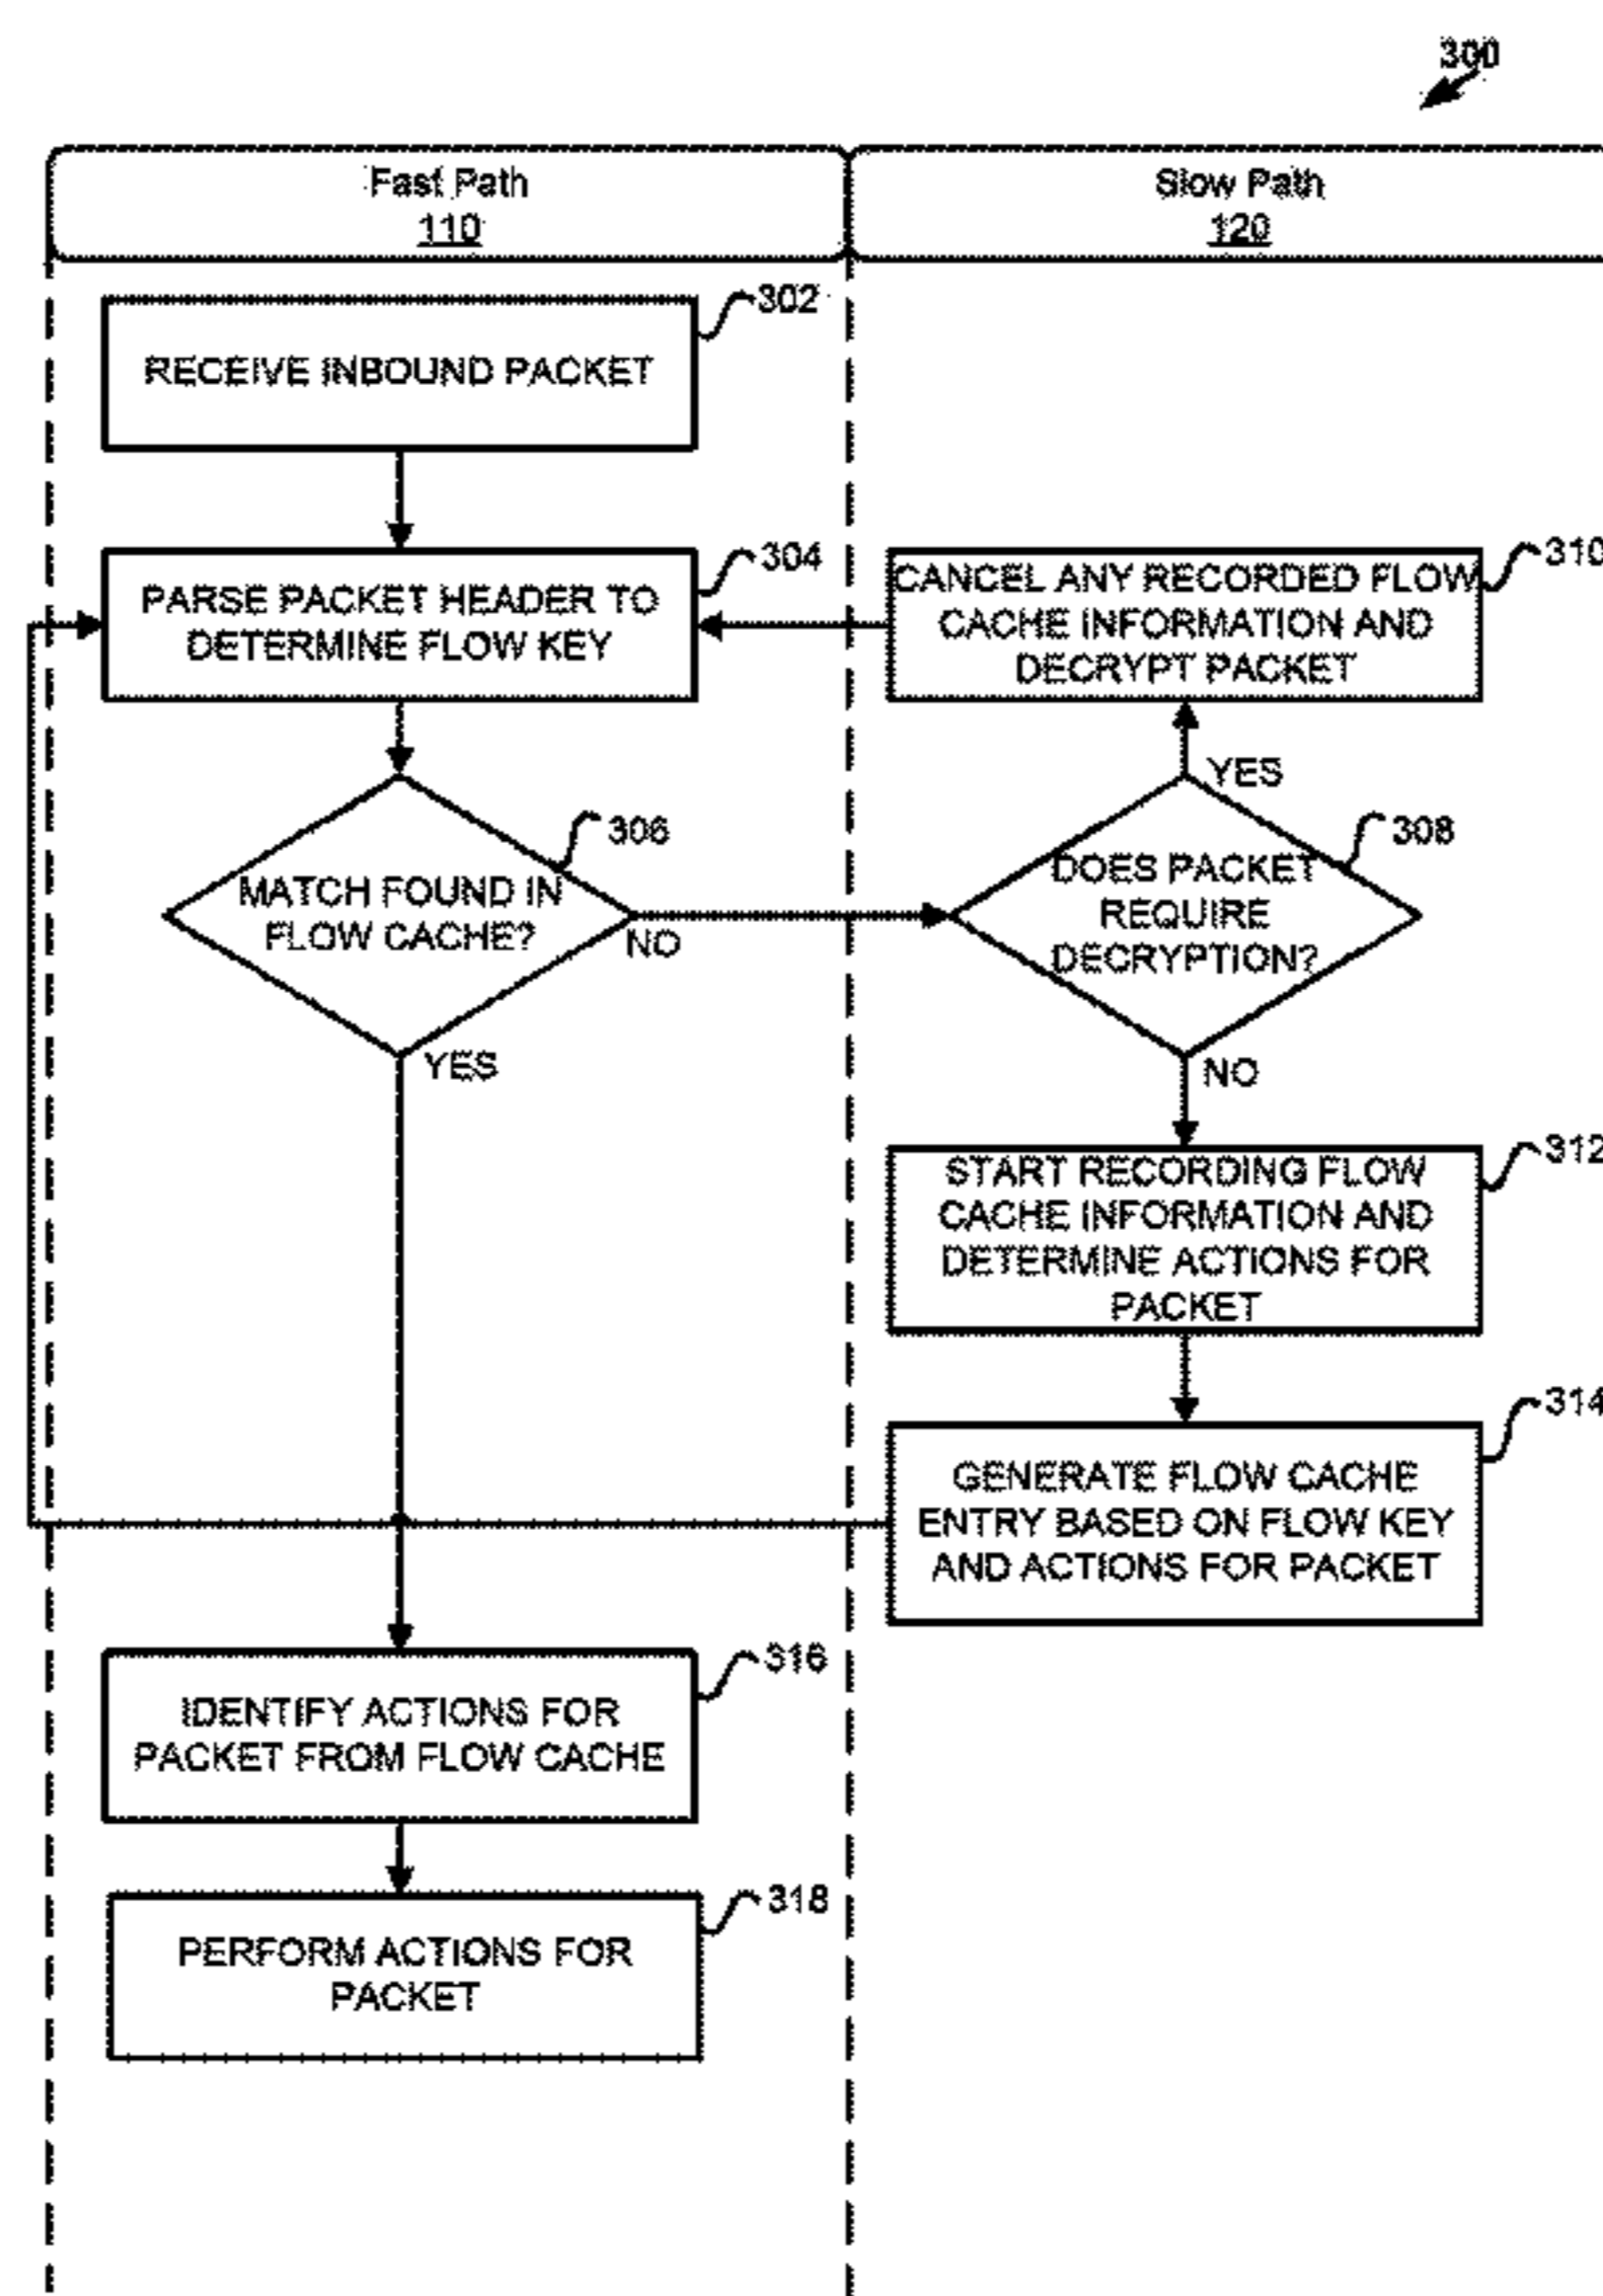 300
Fast Path
110
Slow Path
120
302
RECEIVE INBOUND PACKET
304
PARSE PACKET HEADER TO
DETERMINE FLOW KEY
310
CANCEL ANY RECORDED FLOW
CACHE INFORMATION AND
DECRYPT PACKET
YES
306
MATCH FOUND IN
FLOW CACHE?
NO
YES
308
DOES PACKET
REQUIRE
DECRYPTION?
NO
312
START RECORDING FLOW
CACHE INFORMATION AND
DETERMINE ACTIONS FOR
PACKET
314
GENERATE FLOW CACHE
ENTRY BASED ON FLOW KEY
AND ACTIONS FOR PACKET
316
IDENTIFY ACTIONS FOR
PACKET FROM FLOW CACHE
318
PERFORM ACTIONS FOR
PACKET